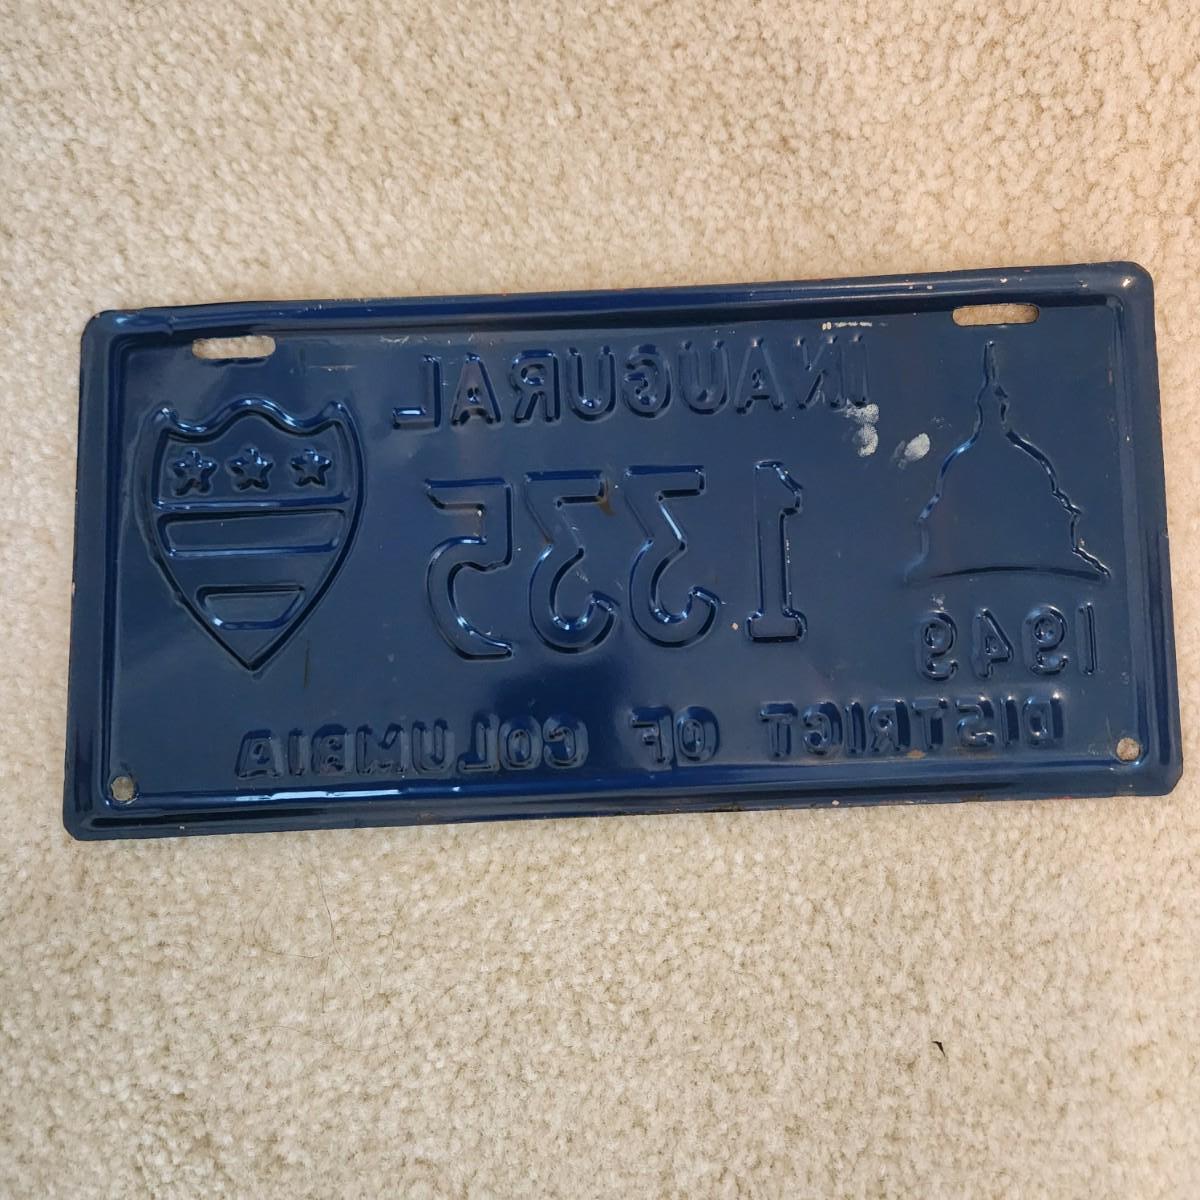 INAUGURAL
1335
1949
DISTRICT OF COLUMBIA